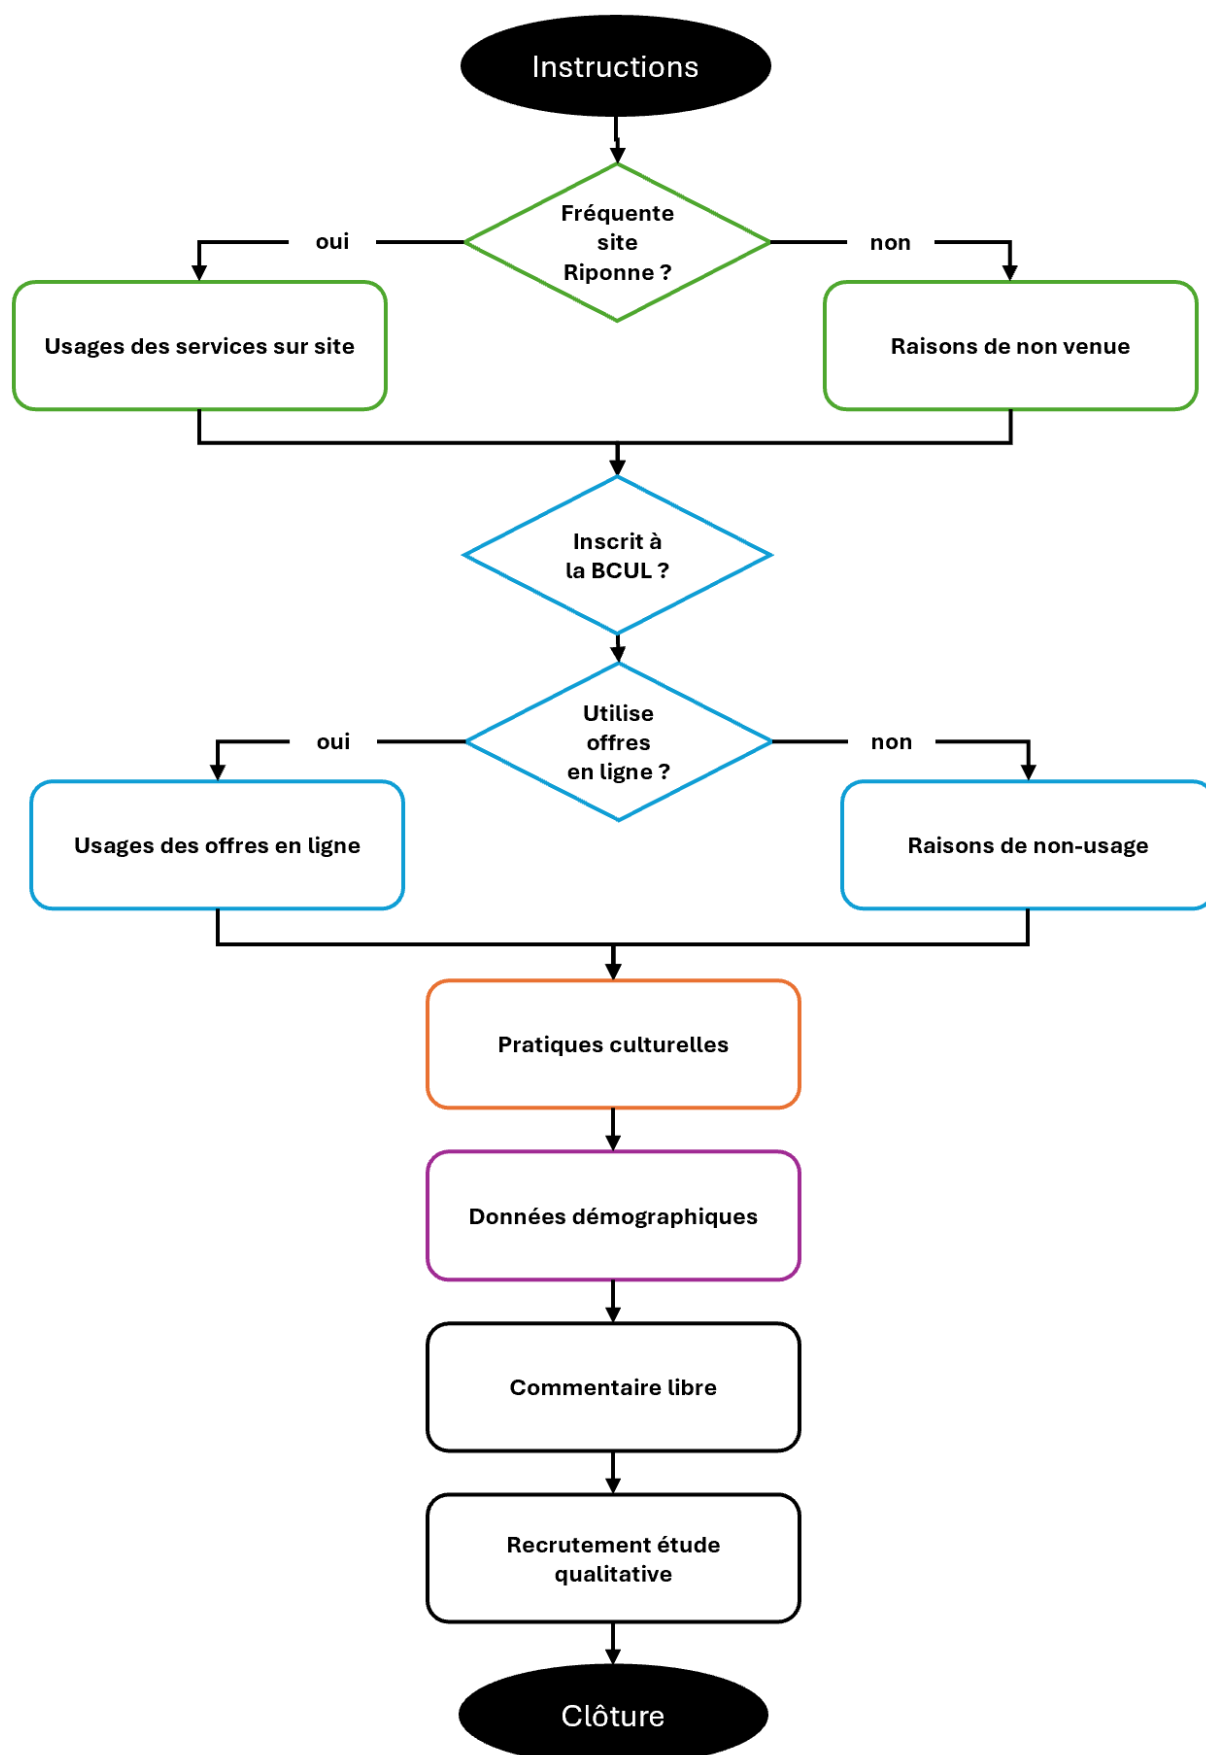 Instructions
Fréquente
site
Riponne ?
oui
non
Usages des services sur site
Raisons de non venue
Inscrit à
la BCUL ?
Utilise
offres
en ligne ?
oui
non
Usages des offres en ligne
Raisons de non-usage
Pratiques culturelles
Données démographiques
Commentaire libre
Recrutement étude
qualitative
Clôture